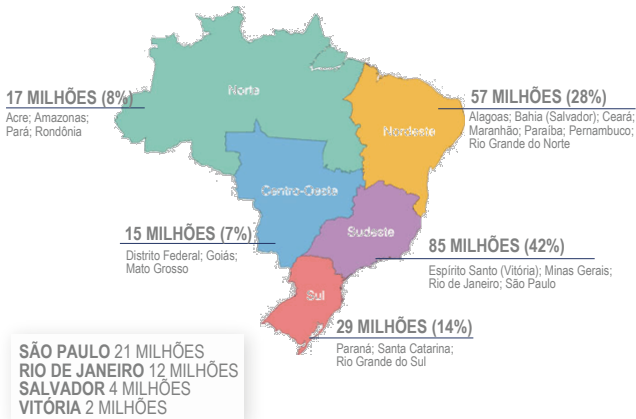 Norte
17 MILHÕES (8%)
Acre; Amazonas;
Pará; Rondônia
57 MILHÕES (28%)
Alagoas; Bahia (Salvador); Ceará;
Maranhão; Paraíba; Pernambuco;
Rio Grande do Norte
Nordeste
Centro-Oeste
15 MILHÕES (7%)
Distrito Federal; Goiás;
Mato Grosso
Sudeste
85 MILHÕES (42%)
Espírito Santo (Vitória); Minas Gerais;
Rio de Janeiro; São Paulo
Sul
29 MILHÕES (14%)
Paraná; Santa Catarina;
Rio Grande do Sul
SÃO PAULO 21 MILHÕES
RIO DE JANEIRO 12 MILHÕES
SALVADOR 4 MILHÕES
VITÓRIA 2 MILHÕES